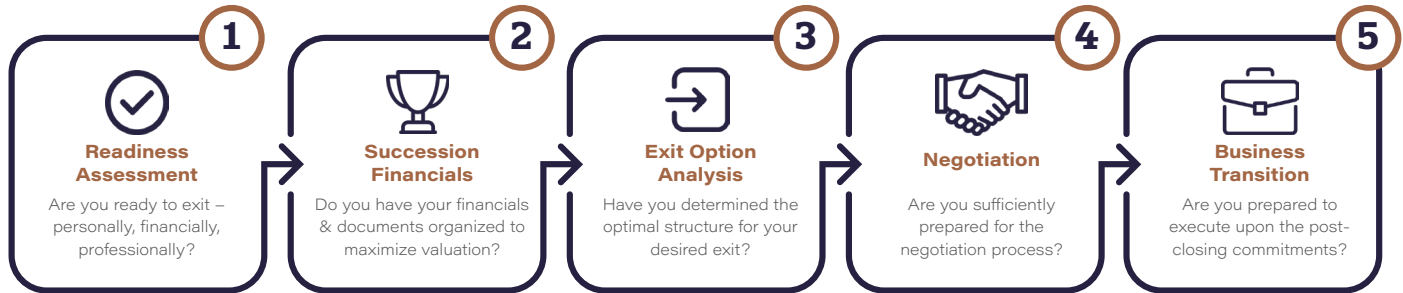 1
Readiness
Assessment
Are you ready to exit –
personally, financially,
professionally?
2
Succession
Financials
Do you have your financials
& documents organized to
maximize valuation?
3
Exit Option
Analysis
Have you determined the
optimal structure for your
desired exit?
4
Negotiation
Are you sufficiently
prepared for the
negotiation process?
5
Business
Transition
Are you prepared to
execute upon the post-
closing commitments?